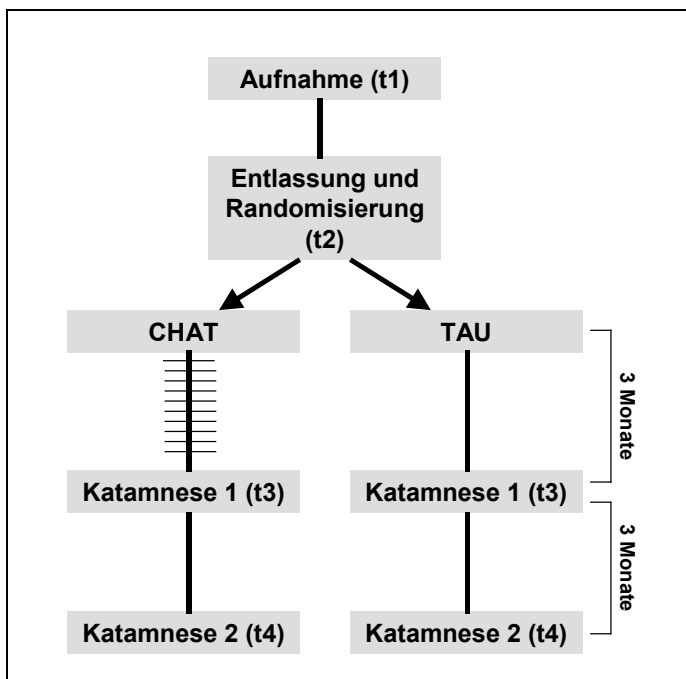 Aufnahme (t1)
Entlassung und
Randomisierung
(t2)
CHAT
TAU
3 Monate
Katamnese 1 (t3)
Katamnese 1 (t3)
3 Monate
Katamnese 2 (t4)
Katamnese 2 (t4)